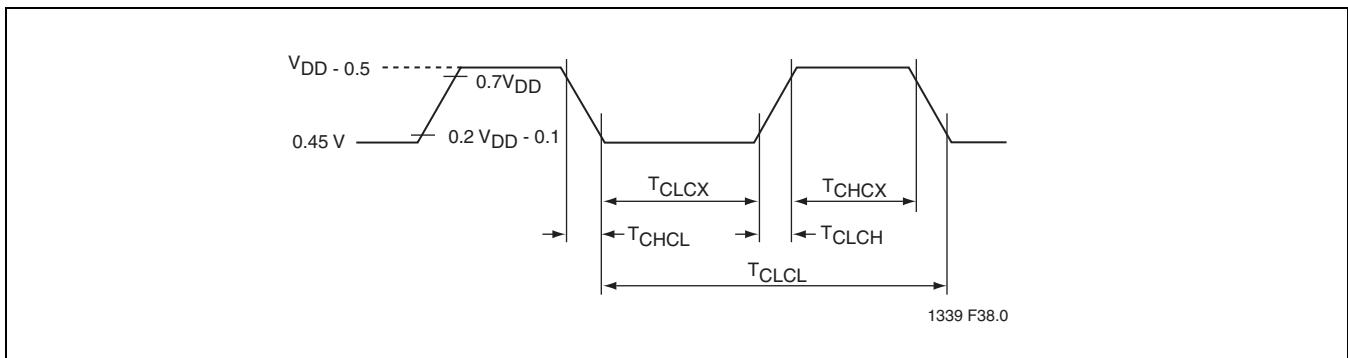 VDD - 0.5
0.7VDD
0.45 V
0.2 VDD - 0.1
TCLCX
TCHCX
TCHCL
TCLCH
TCLCL
1339 F38.0